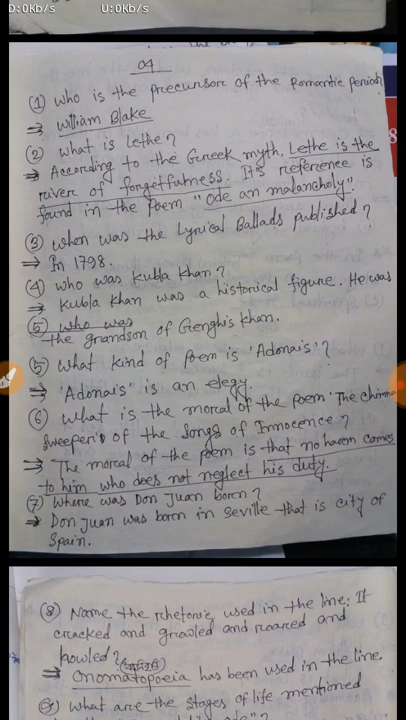 D:0Kb/s U:0Kb/s
04
(1) Who is the precursors of the romantic period?
⇒ William Blake
(2) What is Lethe?
⇒ According to the Greek myth, Lethe is the
river of forgetfulness. It's reference is
found in the poem "Ode an malancholy".
(3) When was the Lyrical Ballads published?
⇒ In 1798.
(4) Who was Kubla Khan?
⇒ Kubla Khan was a historical figure. He was
(5) who was
the grandson of Genghis Khan.
(5) What kind of poem is 'Adonais'?
⇒ 'Adonais" is an elegy.
(6) What is the moral of the poem 'The
Sweeper' of the Songs of Innocence?
⇒ The moral of the poem is that no harem comes
to him who does not neglect his duty.
(7) Where was Don Juan born?
⇒ Don Juan was born in Seville that is city of
Spain.
(8) Name the rhetoric used in the line: It
cracked and growled and roared and
howled?
⇒ Onomatopoeia has been used in the line.
(9) What are the stages of life mentioned